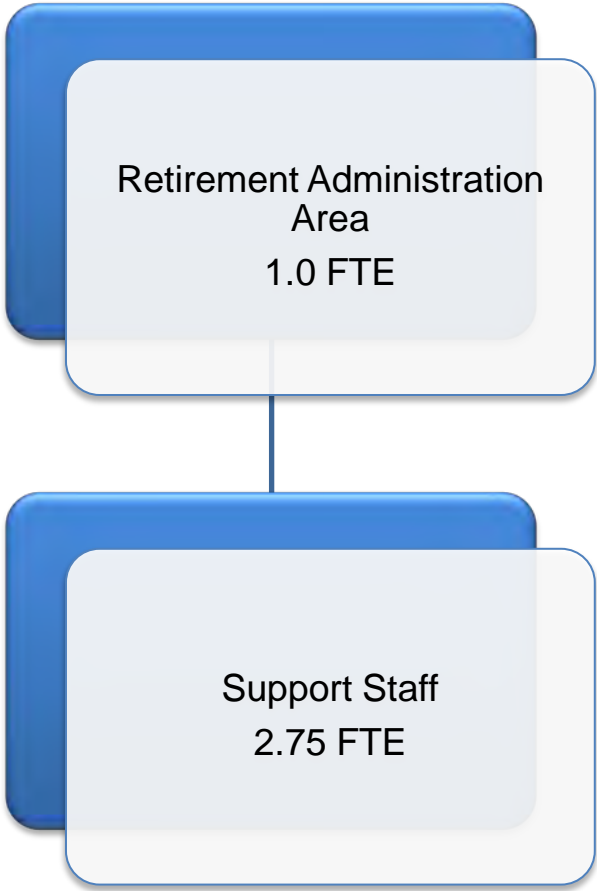 Retirement Administration
Area
1.0 FTE
Support Staff
2.75 FTE